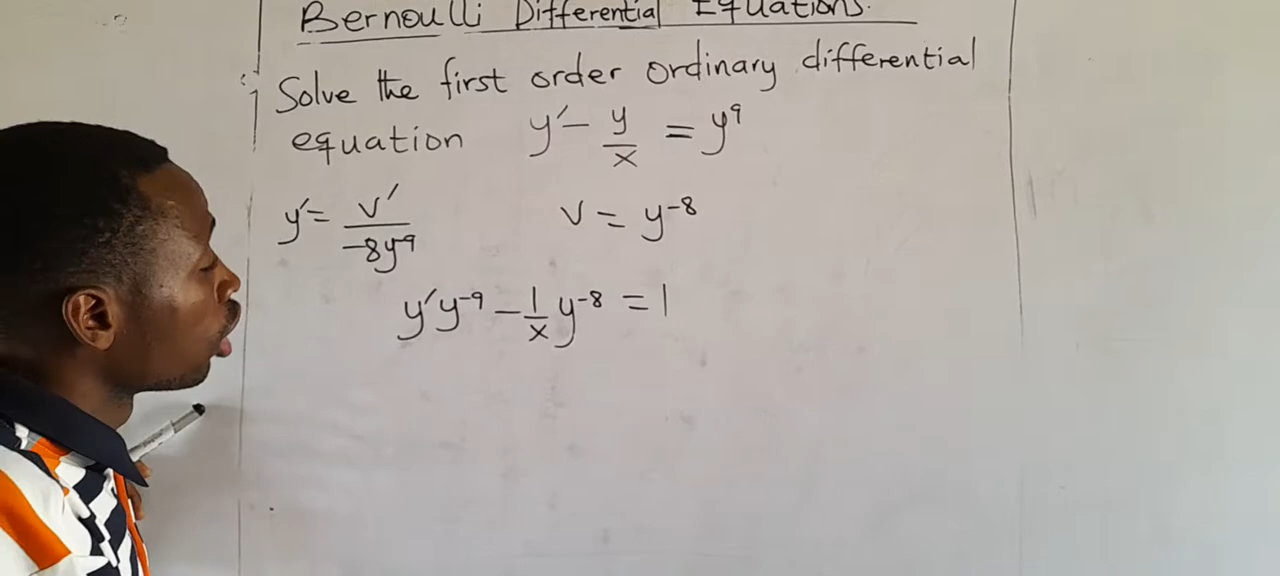 Bernoulli Differential Equations.
i) Solve the first order ordinary differential
equation y' - y/x = y⁹
y' = v'/-8y⁹ v = y⁻⁸
y'y⁻⁹ - 1/x y⁻⁸ = 1